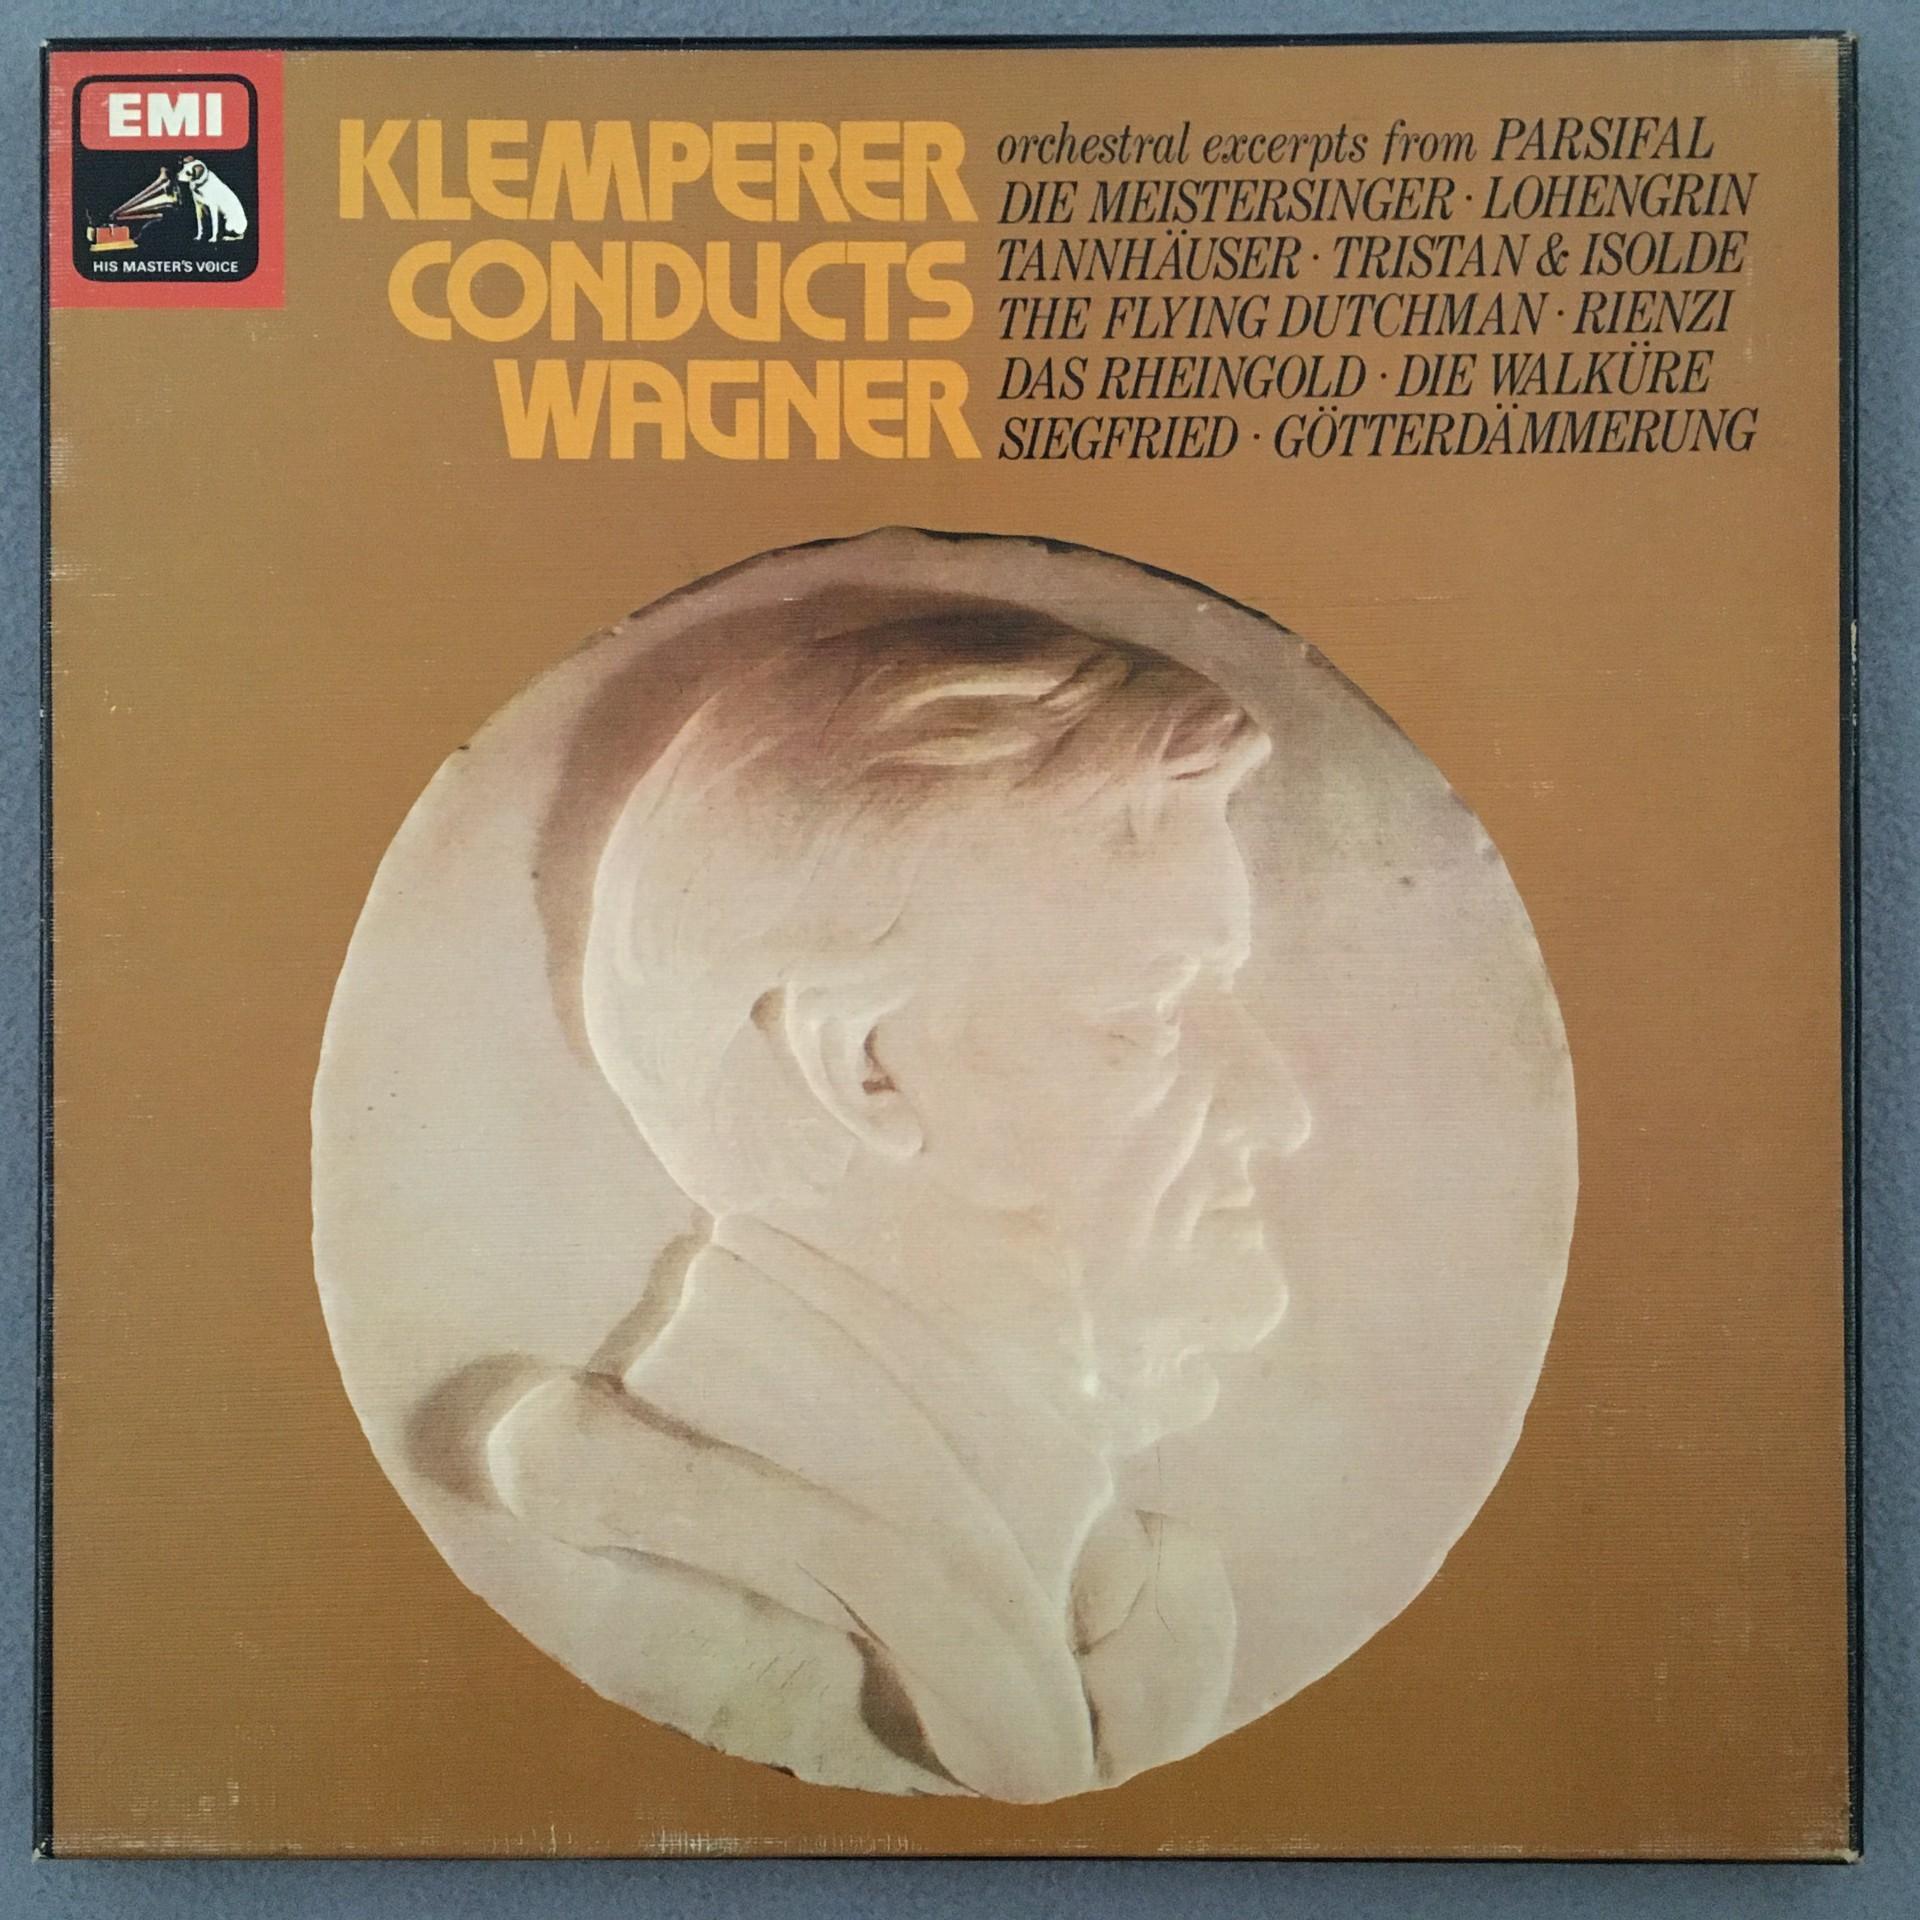 EMI
HIS MASTER'S VOICE
KLEMPERER
CONDUCTS
WAGNER
orchestral excerpts from PARSIFAL
DIE MEISTERSINGER · LOHENGRIN
TANNHÄUSER · TRISTAN & ISOLDE
THE FLYING DUTCHMAN · RIENZI
DAS RHEINGOLD · DIE WALKÜRE
SIEGFRIED · GÖTTERDÄMMERUNG